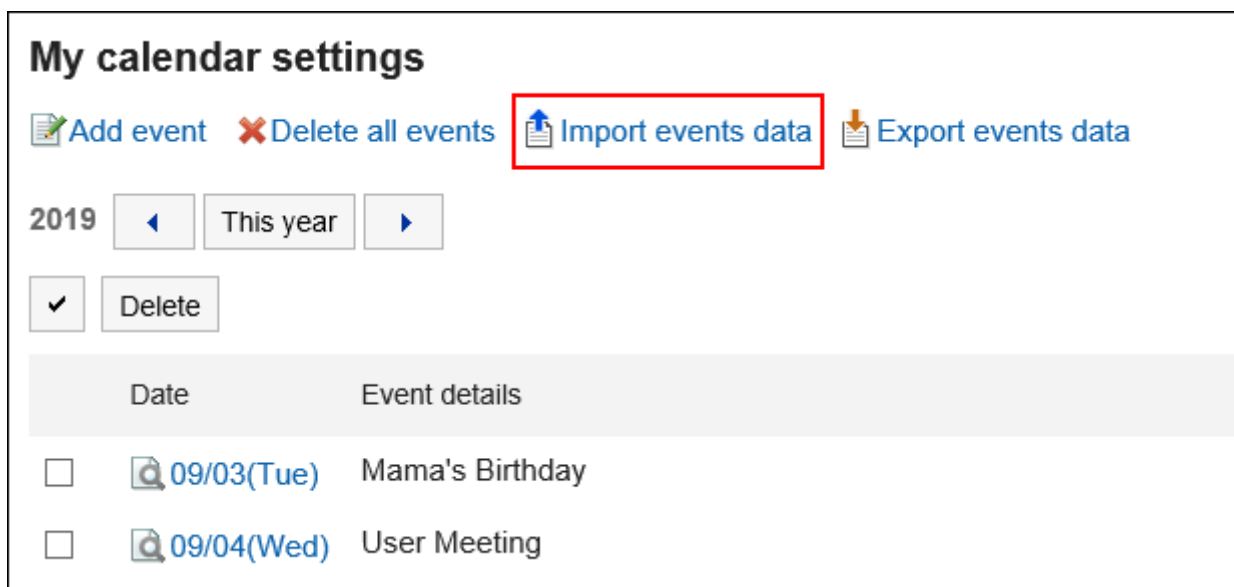 My calendar settings
Add event Delete all events Import events data Export events data
2019 This year
Delete
Date Event details
09/03(Tue) Mama's Birthday
09/04(Wed) User Meeting